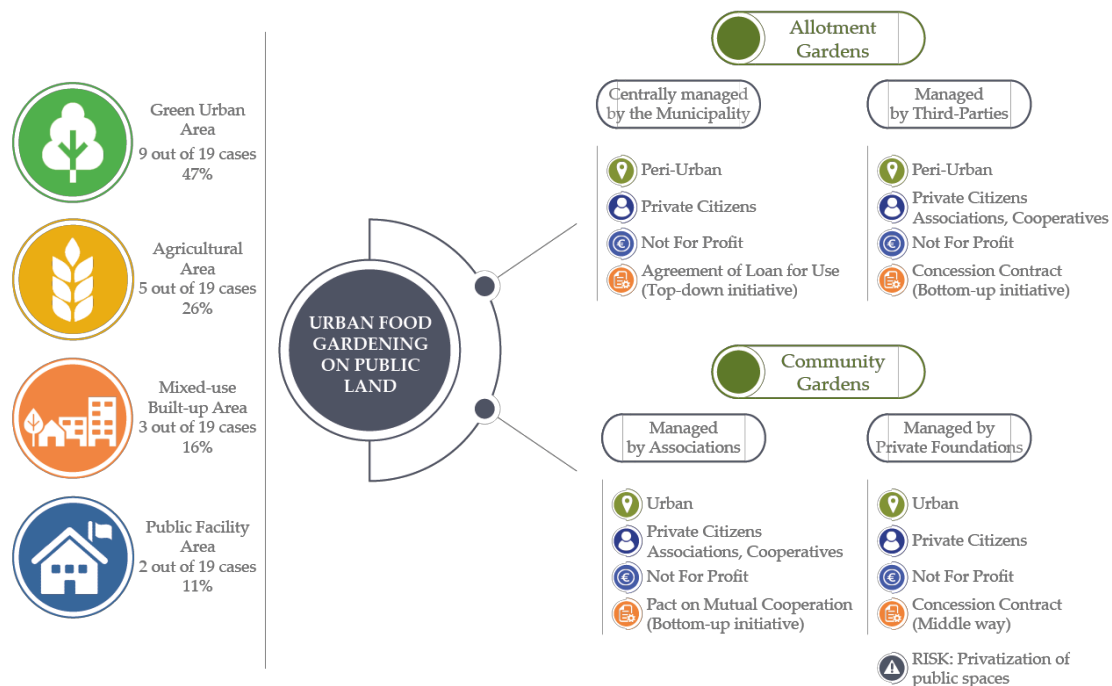 Green Urban
Area
9 out of 19 cases
47%
Agricultural
Area
5 out of 19 cases
26%
Mixed-use
Built-up Area
3 out of 19 cases
16%
Public Facility
Area
2 out of 19 cases
11%
URBAN FOOD
GARDENING
ON PUBLIC
LAND
Allotment
Gardens
Centrally managed
by the Municipality
Peri-Urban
Private Citizens
Not For Profit
Agreement of Loan for Use
(Top-down initiative)
Managed
by Third-Parties
Peri-Urban
Private Citizens
Associations, Cooperatives
Not For Profit
Concession Contract
(Bottom-up initiative)
Community
Gardens
Managed
by Associations
Urban
Private Citizens
Associations, Cooperatives
Not For Profit
Pact on Mutual Cooperation
(Bottom-up initiative)
Managed by
Private Foundations
Urban
Private Citizens
Not For Profit
Concession Contract
(Middle way)
RISK: Privatization of
public spaces